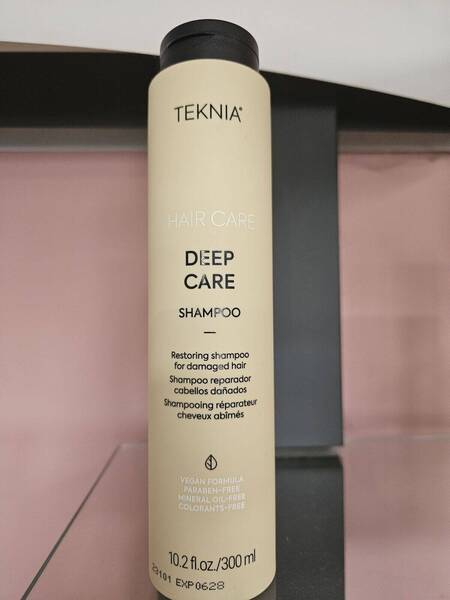 TEKNIA®
HAIR CARE
DEEP
CARE
SHAMPOO
Restoring shampoo
for damaged hair
Shampoo reparador
cabellos dañados
Shampooing réparateur
cheveux abîmés
VEGAN FORMULA
PARABEN-FREE
MINERAL OIL-FREE
COLORANTS-FREE
10.2 fl.oz./300 ml
EXP 0628